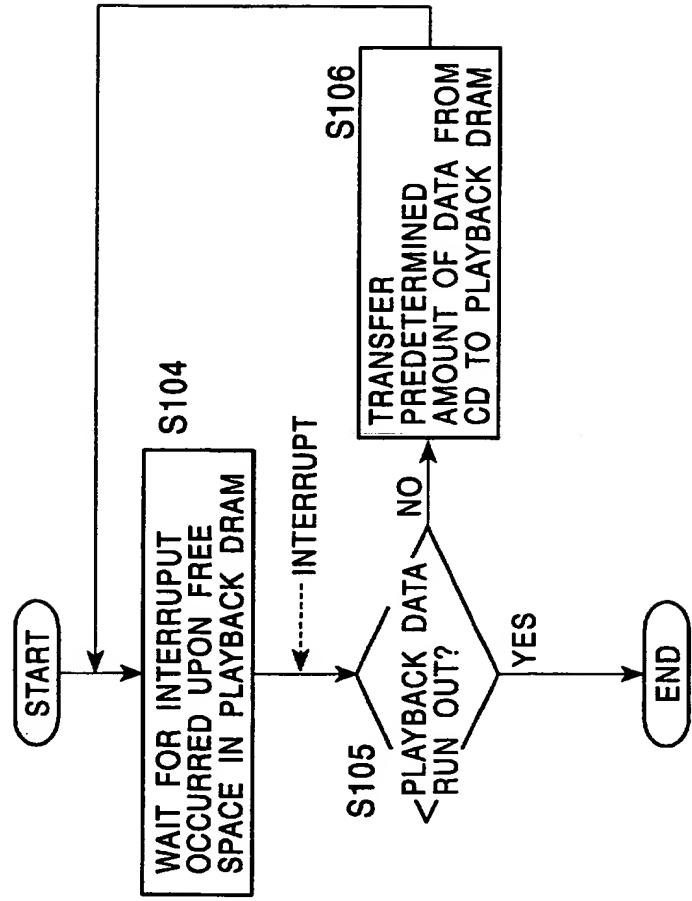 START
S104
WAIT FOR INTERRUPUT
OCCURRED UPON FREE
SPACE IN PLAYBACK DRAM
INTERRUPT
S105
PLAYBACK DATA
RUN OUT?
NO
YES
S106
TRANSFER
PREDETERMINED
AMOUNT OF DATA FROM
CD TO PLAYBACK DRAM
END